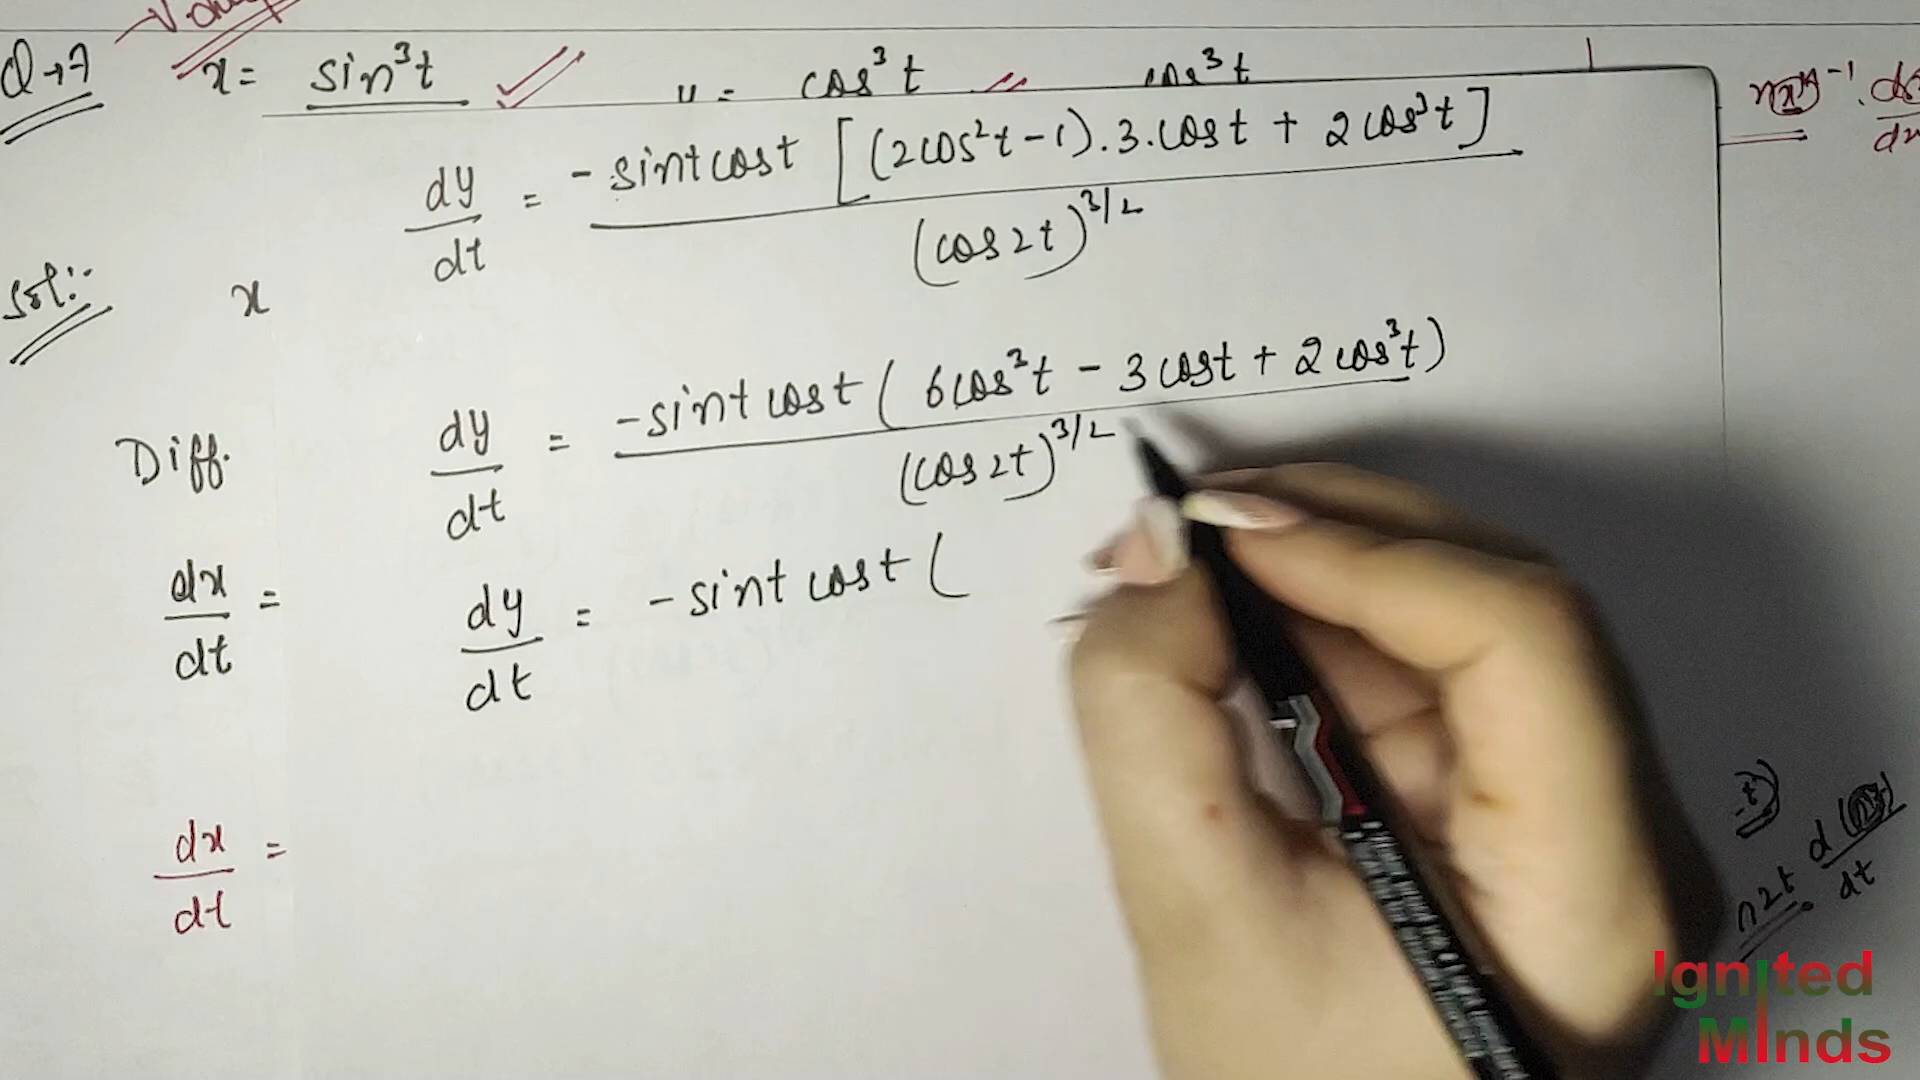 Q→7 x = sin³t y = cos³t cos³t
dy/dt = -sint cost [(2cos²t-1).3.cost + 2cos³t] / (cos2t)^3/2
Sol:- x
Diff. dy/dt = -sint cost (6cos³t - 3cost + 2cos³t) / (cos2t)^3/2
dx/dt = dy/dt = -sint cost (
dx/dt =
Ignited
Minds